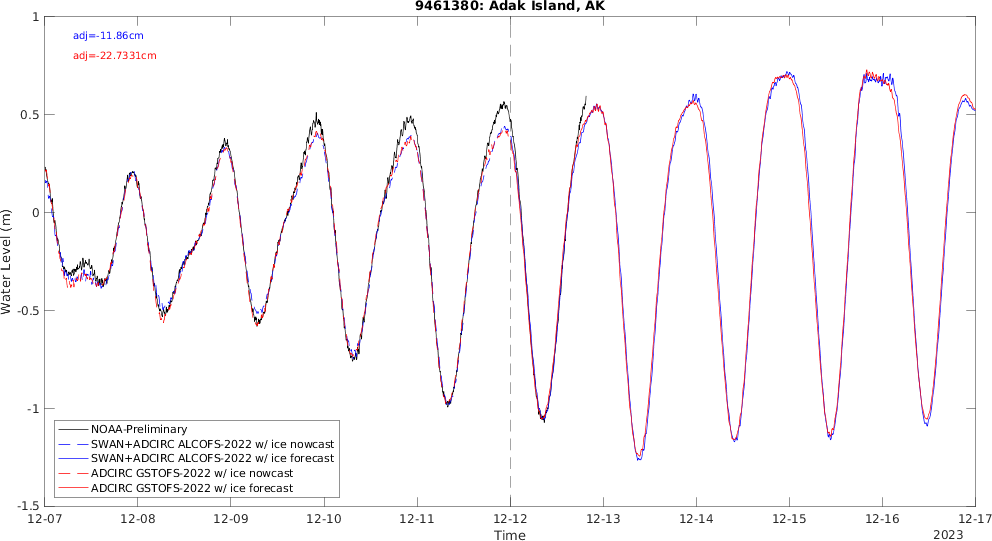 9461380: Adak Island, AK
adj=-11.86cm
adj=-22.7331cm
1
0.5
0
-0.5
-1
-1.5
Water Level (m)
NOAA-Preliminary
SWAN+ADCIRC ALCOFS-2022 w/ ice nowcast
SWAN+ADCIRC ALCOFS-2022 w/ ice forecast
ADCIRC GSTOFS-2022 w/ ice nowcast
ADCIRC GSTOFS-2022 w/ ice forecast
12-07 12-08 12-09 12-10 12-11 12-12 12-13 12-14 12-15 12-16 12-17
Time
2023